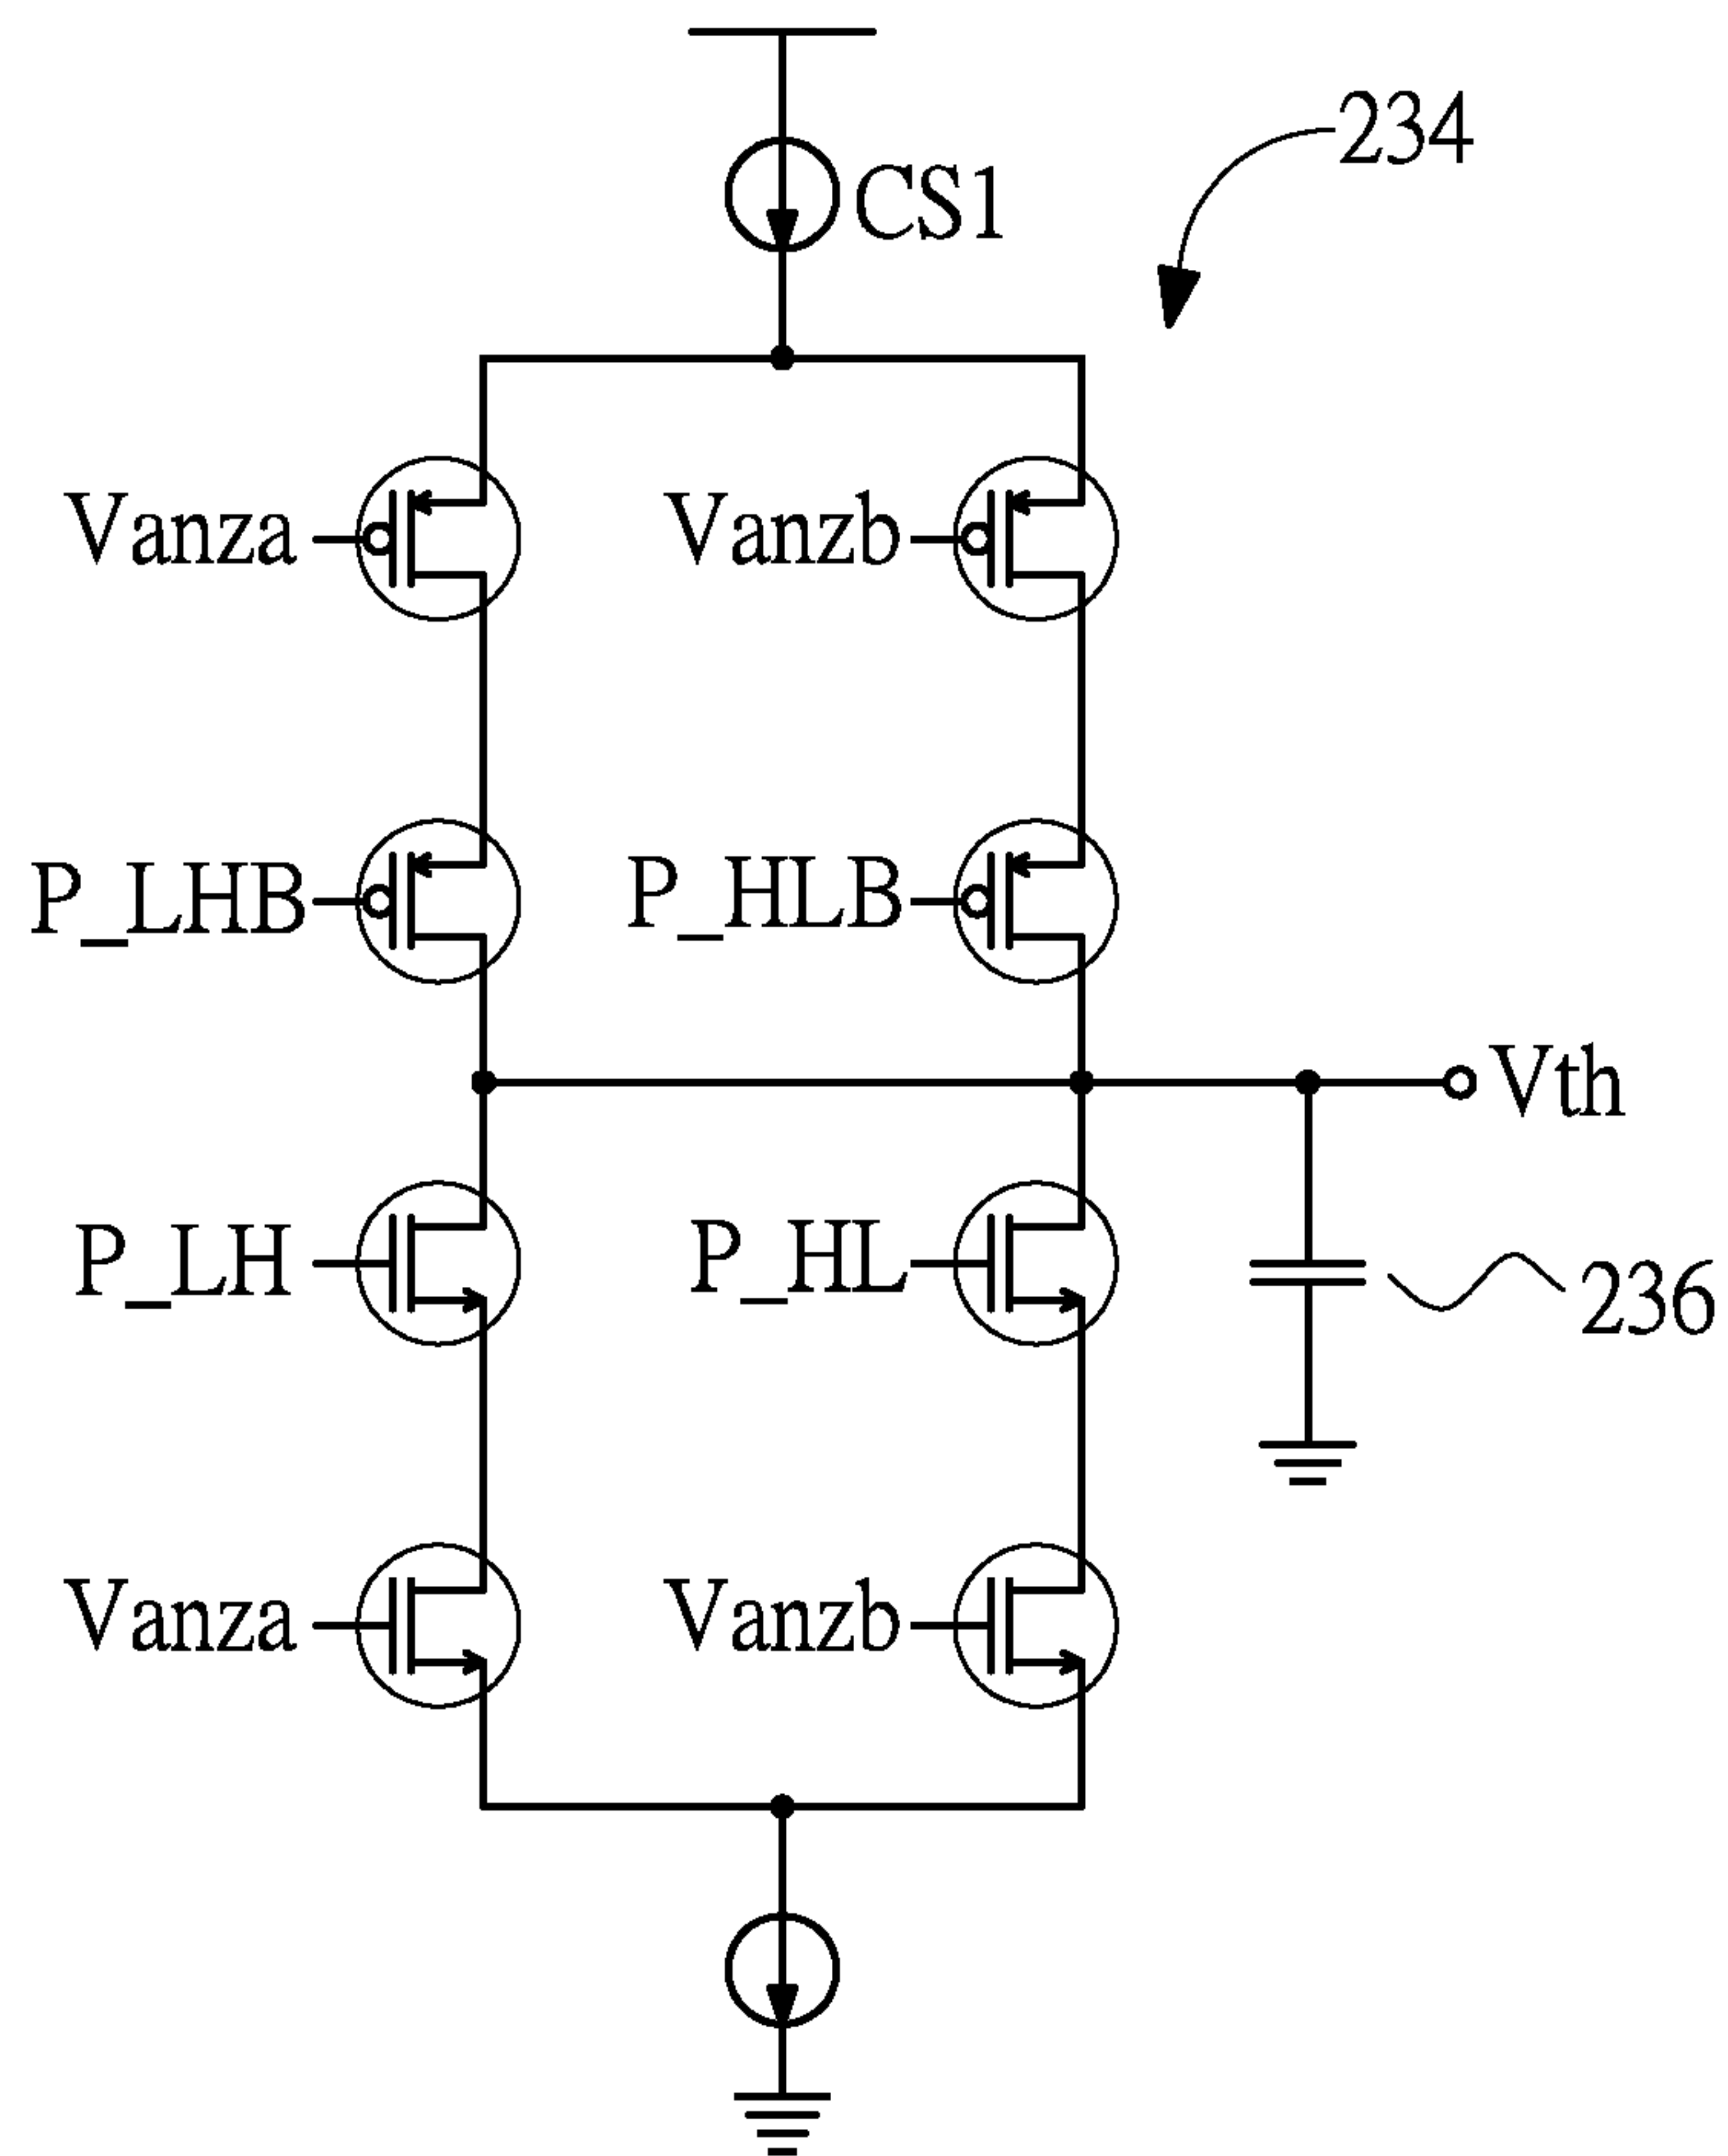 234
CS1
Vanza
Vanzb
P_LHB
P_HLB
Vth
P_LH
P_HL
236
Vanza
Vanzb